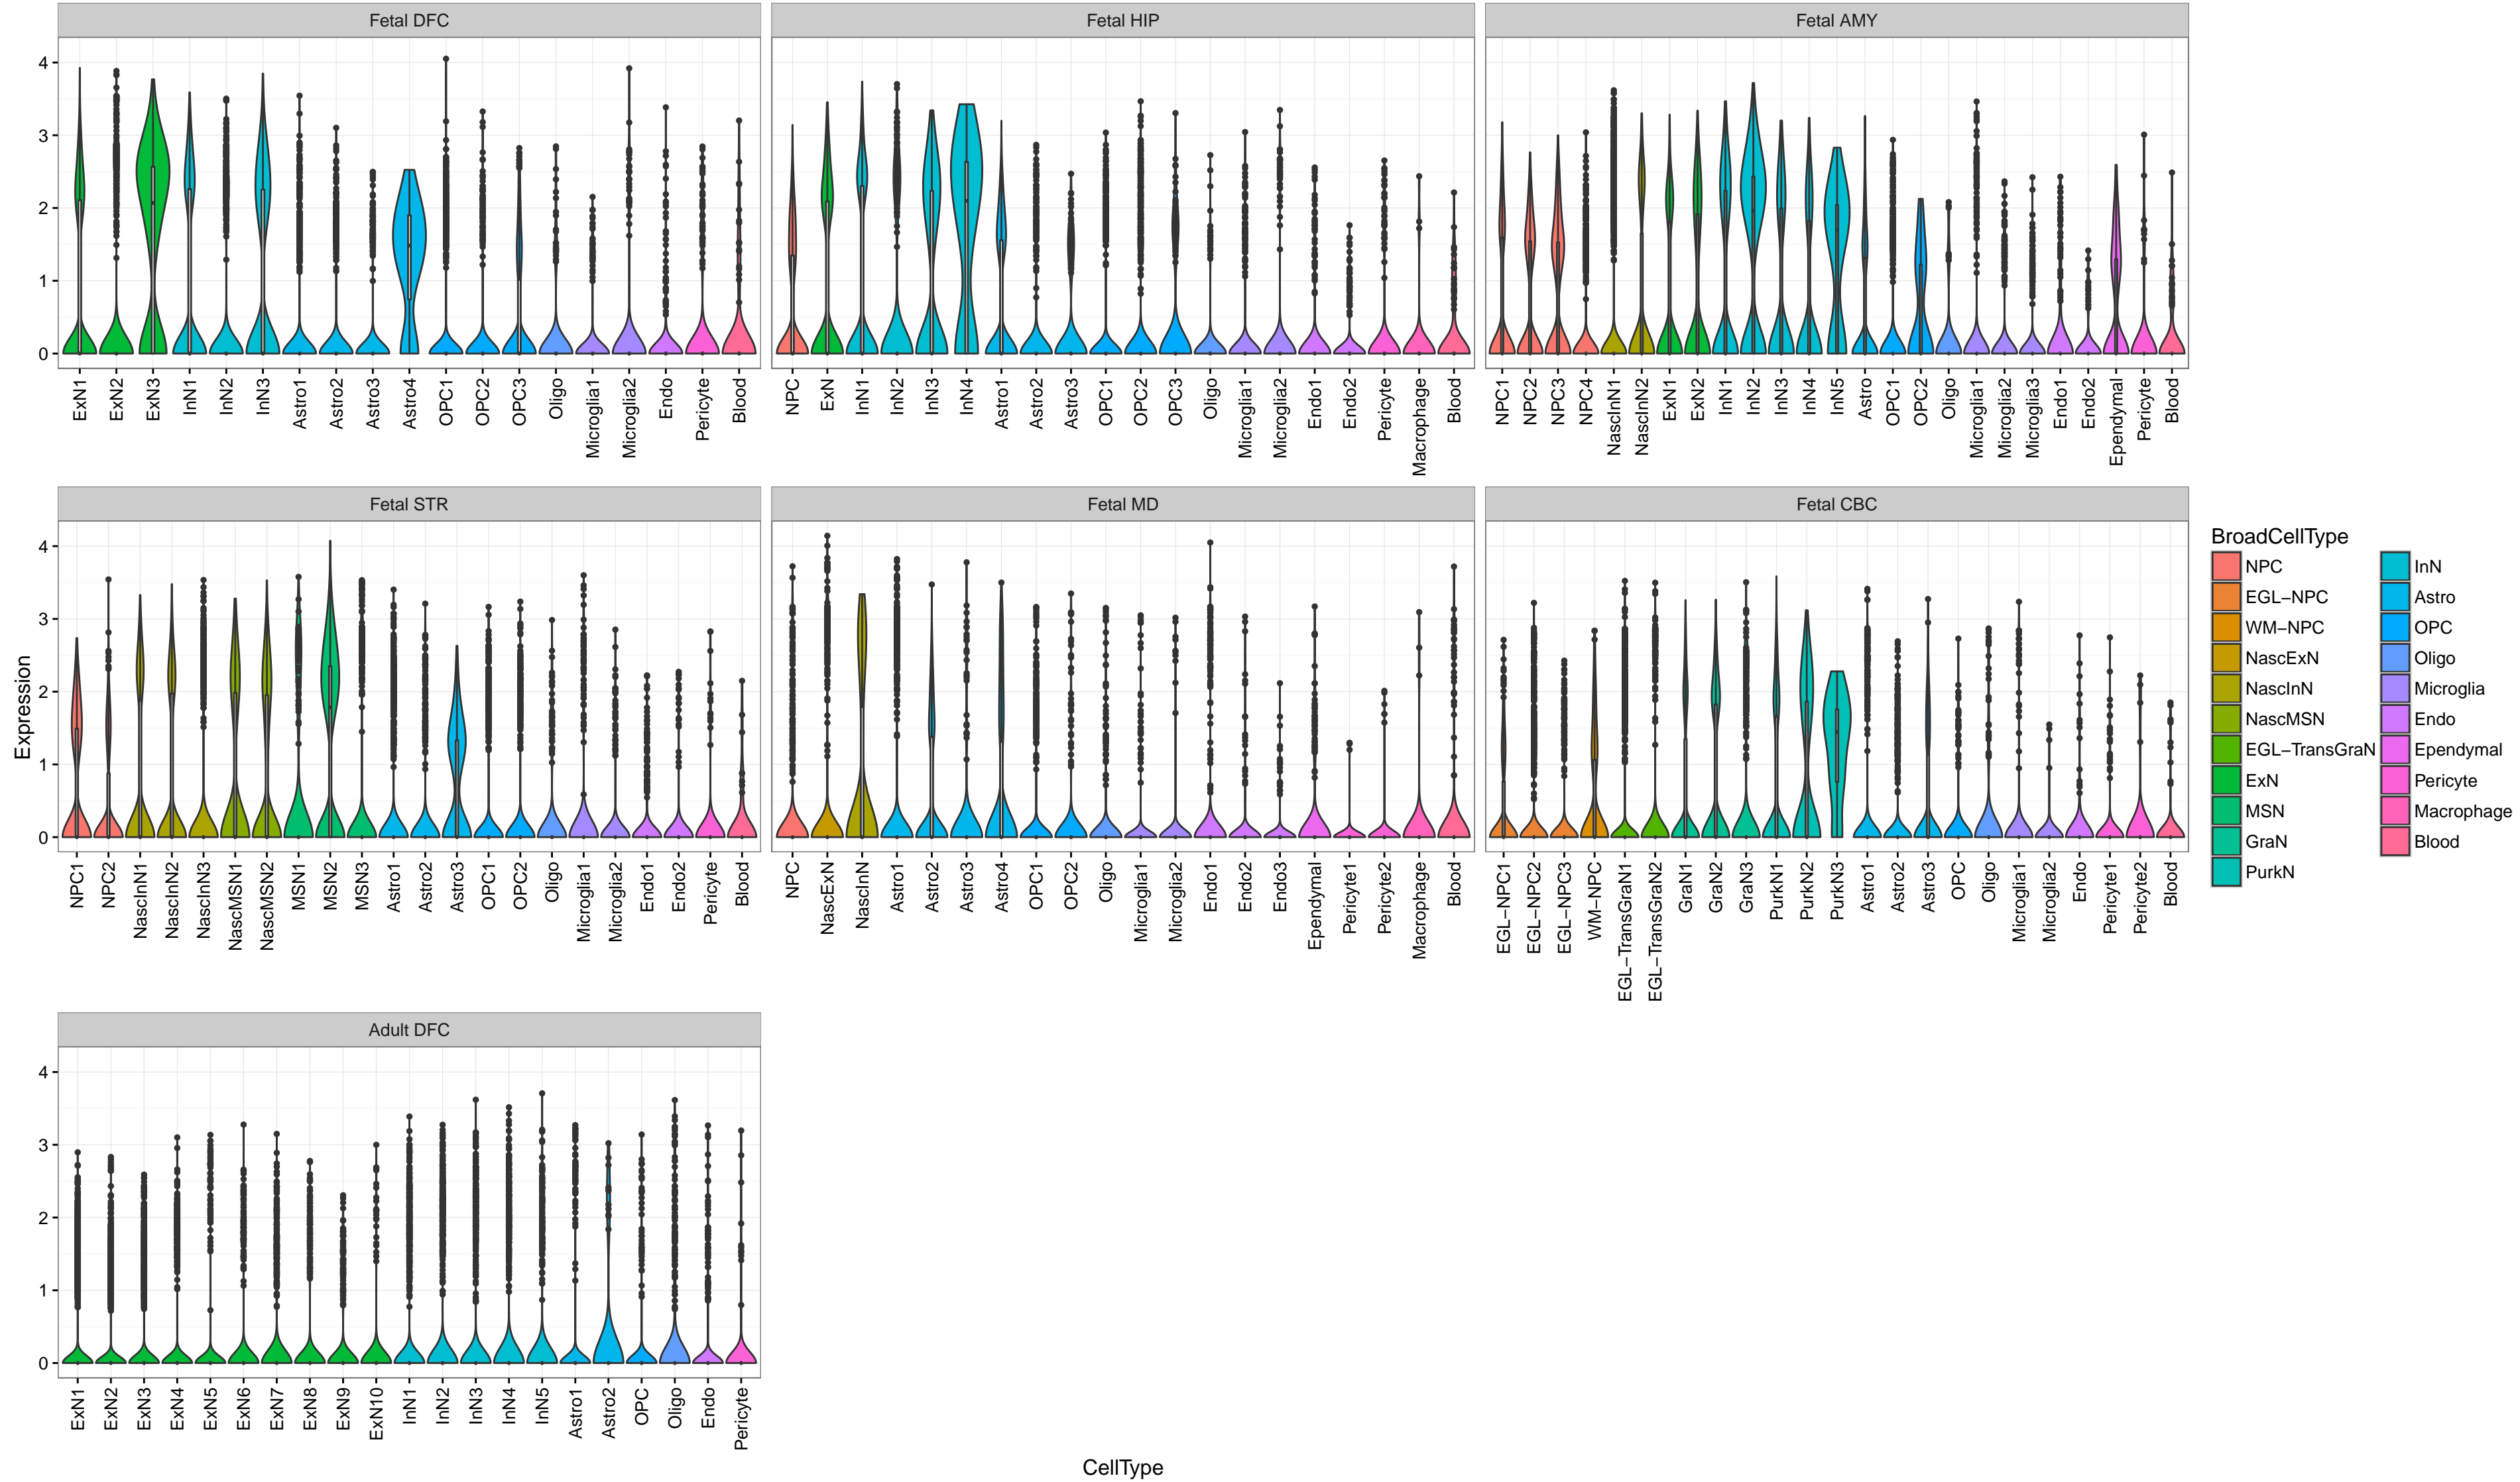 Fetal DFC
Fetal HIP
Fetal AMY
4
3
2
1
0
ExN1 ExN2 ExN3 InN1 InN2 InN3 Astro1 Astro2 Astro3 Astro4 OPC1 OPC2 OPC3 Oligo Microglia1 Microglia2 Endo Pericyte Blood
NPC ExN InN1 InN2 InN3 InN4 Astro1 Astro2 Astro3 OPC1 OPC2 OPC3 Oligo Microglia1 Microglia2 Endo1 Endo2 Pericyte Macrophage Blood
NPC1 NPC2 NPC3 NPC4 NascInN1 NascInN2 ExN1 ExN2 InN1 InN2 InN3 InN4 InN5 Astro OPC1 OPC2 Oligo Microglia1 Microglia2 Microglia3 Endo1 Endo2 Ependymal Pericyte Blood
Fetal STR
Fetal MD
Fetal CBC
4
3
2
1
0
NPC1 NPC2 NascInN1 NascInN2 NascInN3 NascMSN1 NascMSN2 MSN1 MSN2 MSN3 Astro1 Astro2 Astro3 OPC1 OPC2 Oligo Microglia1 Microglia2 Endo1 Endo2 Pericyte Blood
NPC NascExN NascInN Astro1 Astro2 Astro3 Astro4 OPC1 OPC2 Oligo Microglia1 Microglia2 Endo1 Endo2 Endo3 Ependymal Pericyte1 Pericyte2 Macrophage Blood
EGL−NPC1 EGL−NPC2 EGL−NPC3 WM−NPC EGL−TransGraN1 EGL−TransGraN2 GraN1 GraN2 GraN3 PurkN1 PurkN2 PurkN3 Astro1 Astro2 Astro3 OPC Oligo Microglia1 Microglia2 Endo Pericyte1 Pericyte2 Blood
Adult DFC
4
3
2
1
0
ExN1 ExN2 ExN3 ExN4 ExN5 ExN6 ExN7 ExN8 ExN9 ExN10 InN1 InN2 InN3 InN4 InN5 Astro1 Astro2 OPC Oligo Endo Pericyte
Expression
CellType
BroadCellType
NPC
EGL−NPC
WM−NPC
NascExN
NascInN
NascMSN
EGL−TransGraN
ExN
MSN
GraN
PurkN
InN
Astro
OPC
Oligo
Microglia
Endo
Ependymal
Pericyte
Macrophage
Blood